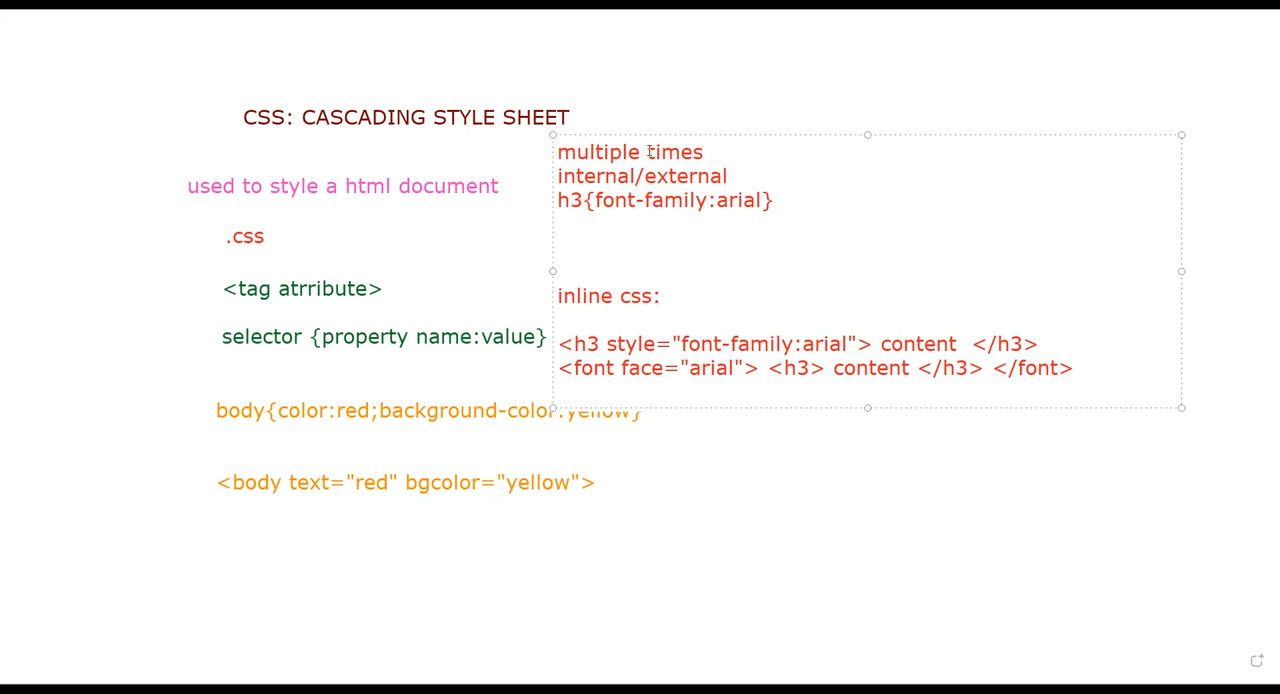 CSS: CASCADING STYLE SHEET
used to style a html document
.css
<tag atrribute>
selector {property name:value}
body{color:red;background-color:yellow}
<body text="red" bgcolor="yellow">
multiple times
internal/external
h3{font-family:arial}
inline css:
<h3 style="font-family:arial"> content  </h3>
<font face="arial"> <h3> content </h3> </font>